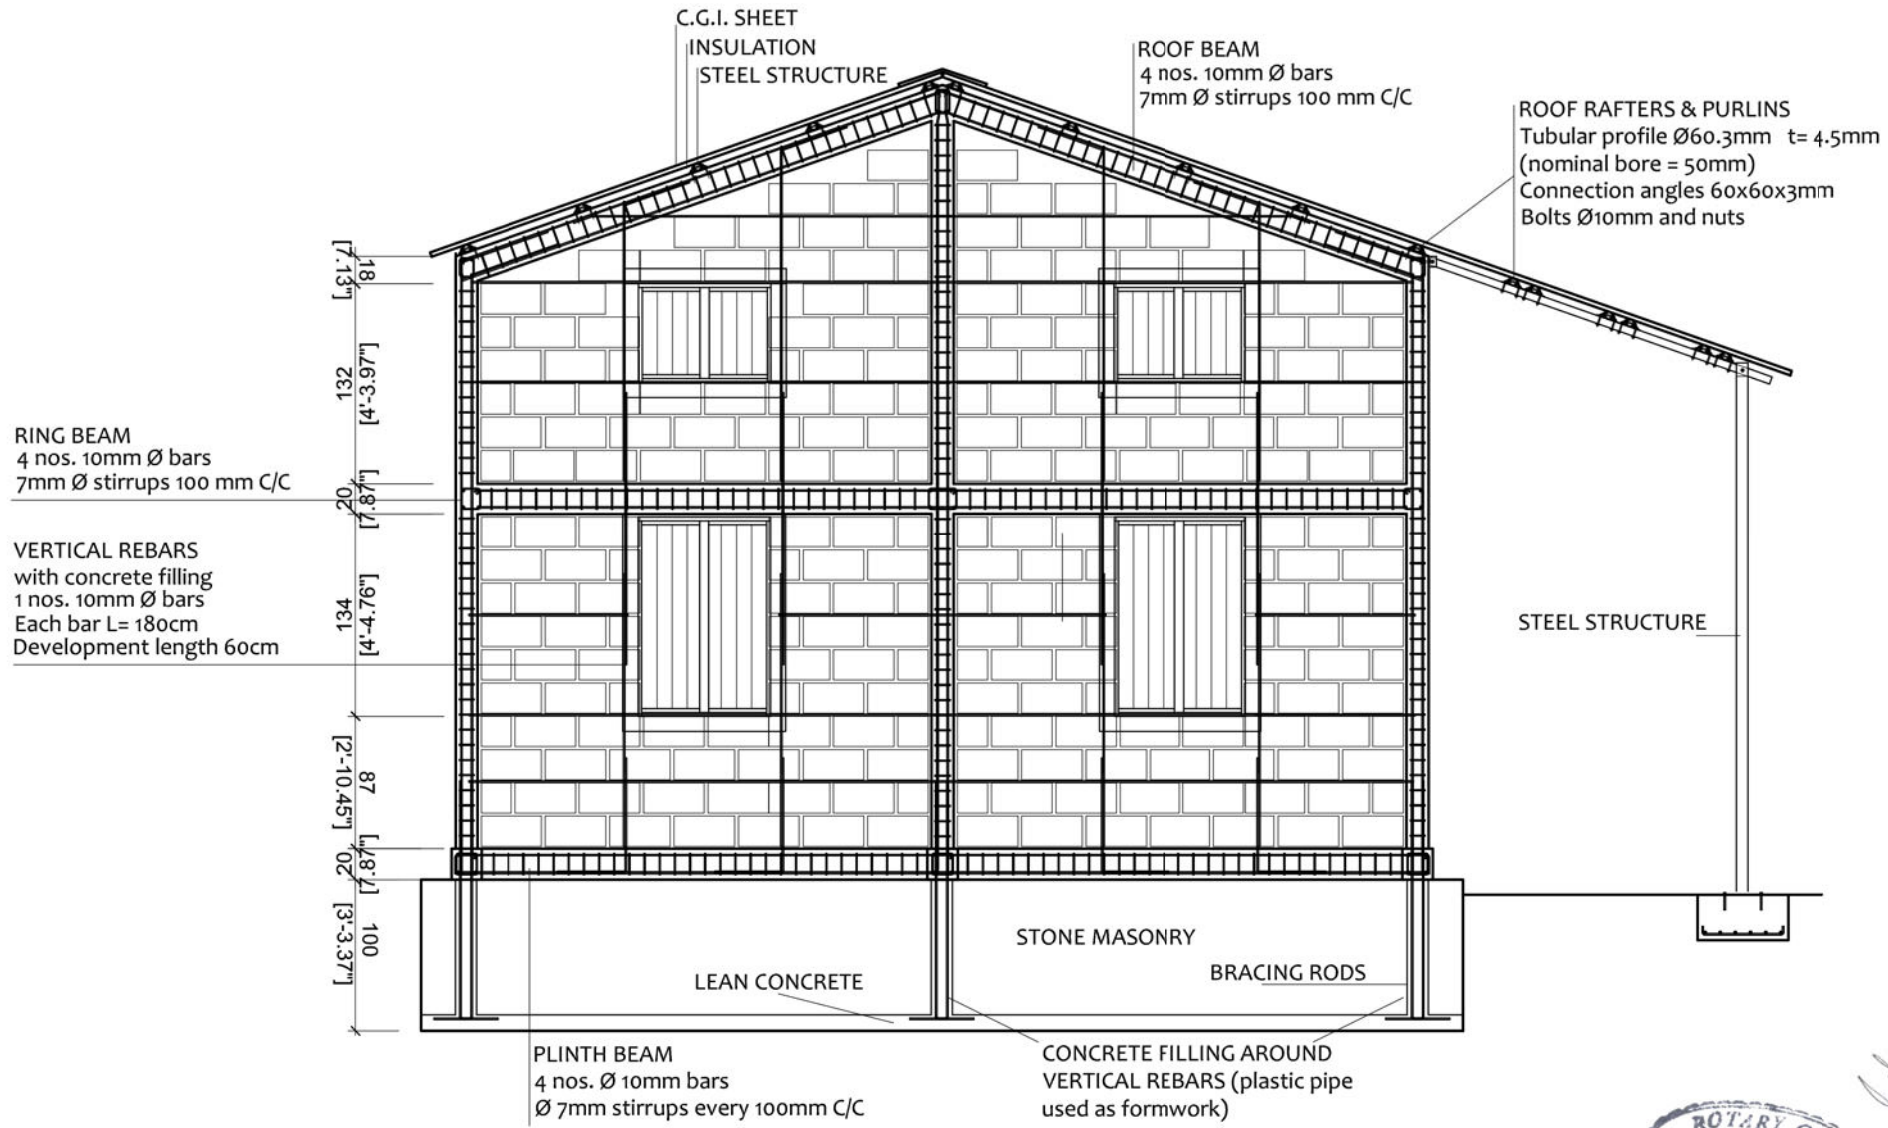 C.G.I. SHEET
INSULATION
STEEL STRUCTURE
ROOF BEAM
4 nos. 10mm Ø bars
7mm Ø stirrups 100 mm C/C
ROOF RAFTERS & PURLINS
Tubular profile Ø60.3mm t= 4.5mm
(nominal bore = 50mm)
Connection angles 60x60x3mm
Bolts Ø10mm and nuts
18
[7.13"]
132
[4'-3.97"]
RING BEAM
4 nos. 10mm Ø bars
7mm Ø stirrups 100 mm C/C
20
[7.87"]
VERTICAL REBARS
with concrete filling
1 nos. 10mm Ø bars
Each bar L= 180cm
Development length 60cm
134
[4'-4.76"]
STEEL STRUCTURE
87
[2'-10.45"]
20
[7.87"]
100
[3'-3.37"]
STONE MASONRY
LEAN CONCRETE
BRACING RODS
PLINTH BEAM
4 nos. Ø 10mm bars
Ø 7mm stirrups every 100mm C/C
CONCRETE FILLING AROUND
VERTICAL REBARS (plastic pipe
used as formwork)
ROTARY